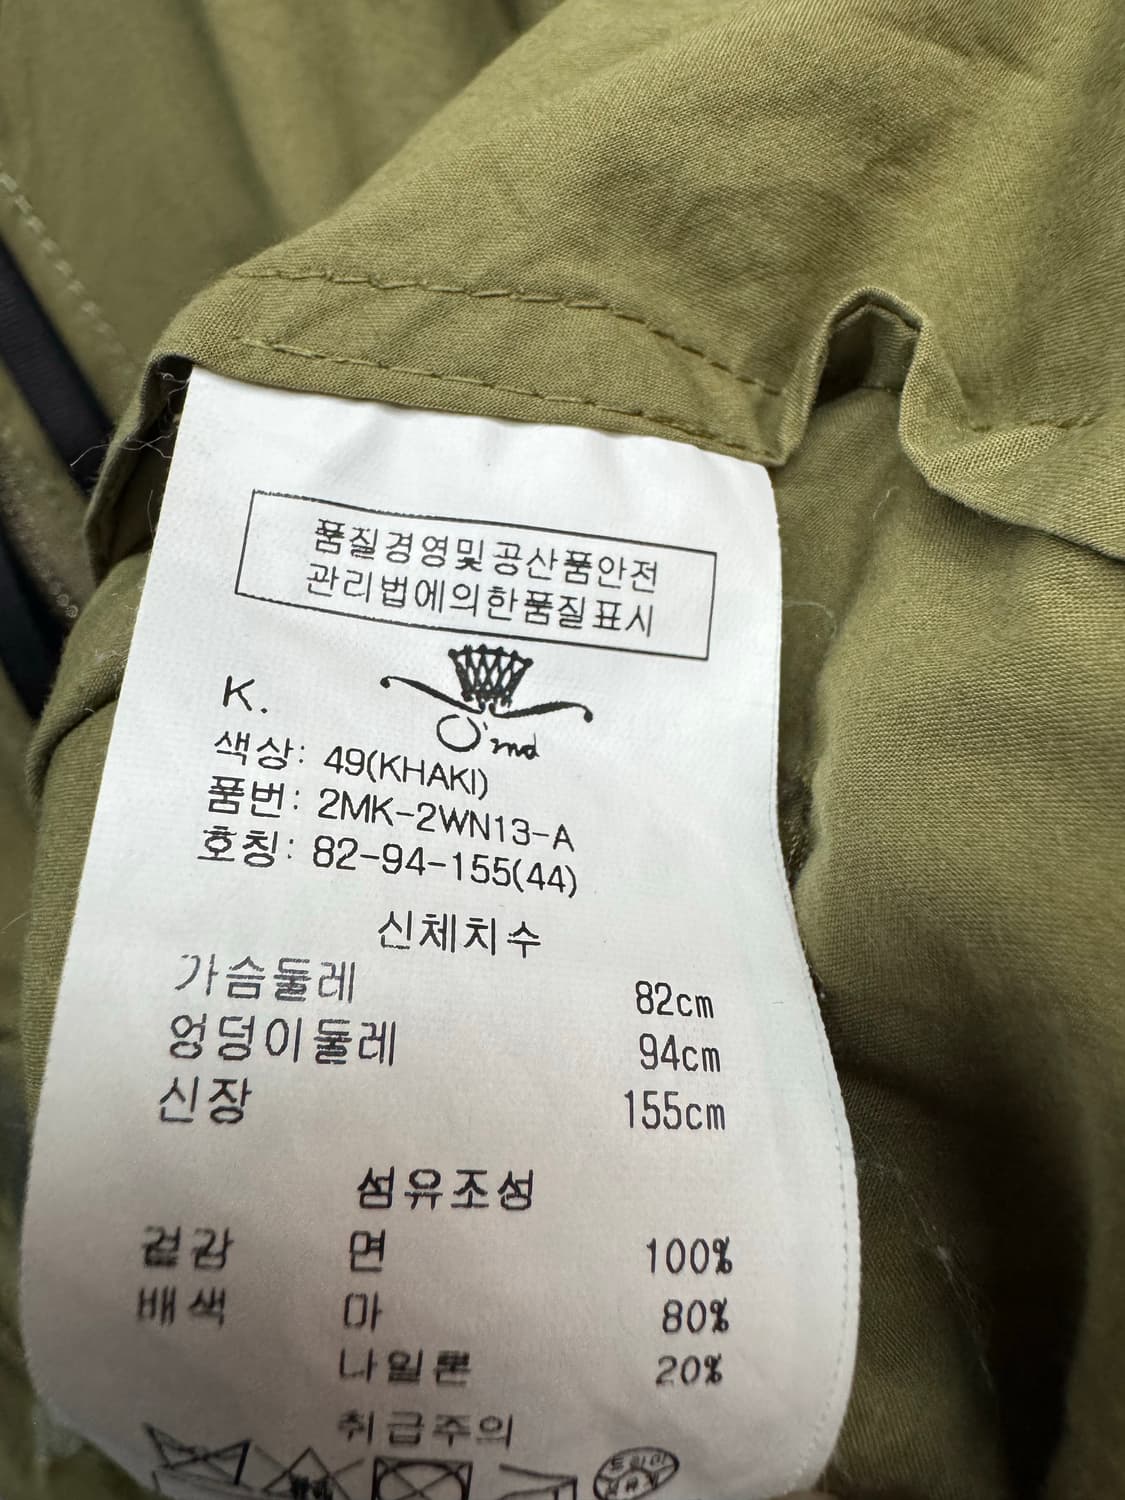 품질경영및공산품안전
관리법에의한품질표시
K.
O'2nd
색상: 49(KHAKI)
품번: 2MK-2WN13-A
호칭: 82-94-155(44)
신체치수
가슴둘레 82cm
엉덩이둘레 94cm
신장 155cm
섬유조성
겉감 면 100%
배색 마 80%
나일론 20%
취급주의